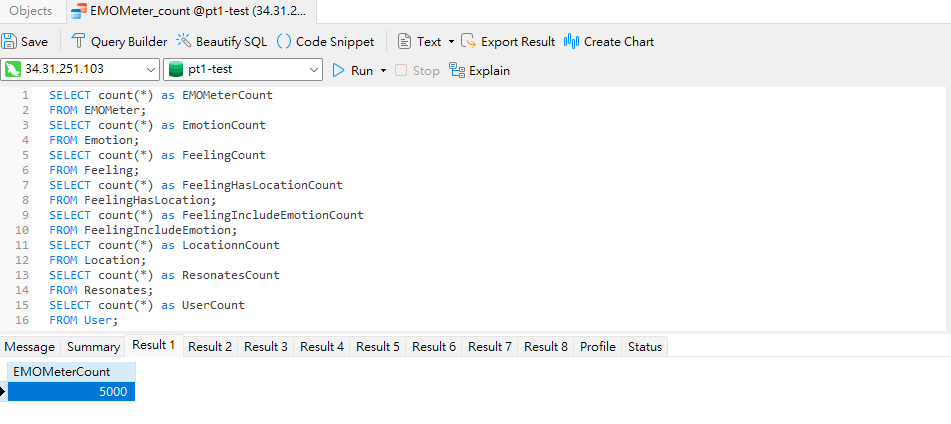 Objects EMOMeter_count @pt1-test (34.31.2...
Save Query Builder Beautify SQL () Code Snippet Text Export Result Create Chart
34.31.251.103 pt1-test Run Stop Explain
1 SELECT count(*) as EMOMeterCount
2 FROM EMOMeter;
3 SELECT count(*) as EmotionCount
4 FROM Emotion;
5 SELECT count(*) as FeelingCount
6 FROM Feeling;
7 SELECT count(*) as FeelingHasLocationCount
8 FROM FeelingHasLocation;
9 SELECT count(*) as FeelingIncludeEmotionCount
10 FROM FeelingIncludeEmotion;
11 SELECT count(*) as LocationnCount
12 FROM Location;
13 SELECT count(*) as ResonatesCount
14 FROM Resonates;
15 SELECT count(*) as UserCount
16 FROM User;
Message Summary Result 1 Result 2 Result 3 Result 4 Result 5 Result 6 Result 7 Result 8 Profile Status
EMOMeterCount
5000